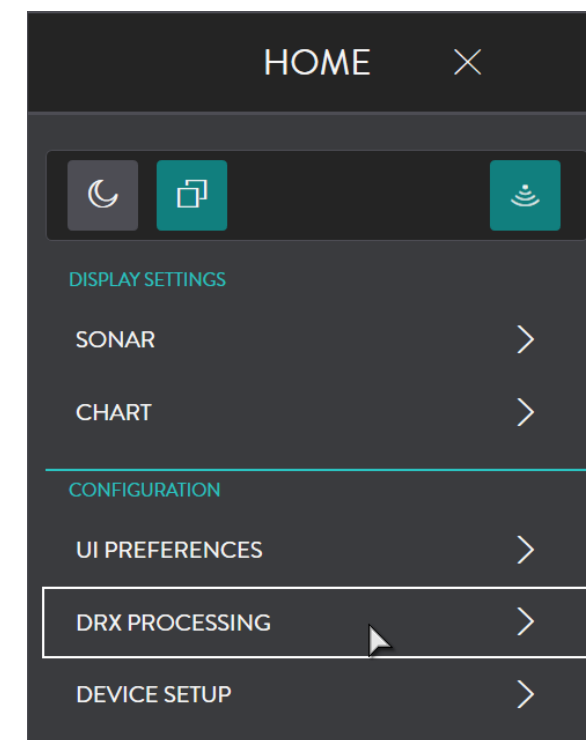 HOME
DISPLAY SETTINGS
SONAR
CHART
CONFIGURATION
UI PREFERENCES
DRX PROCESSING
DEVICE SETUP